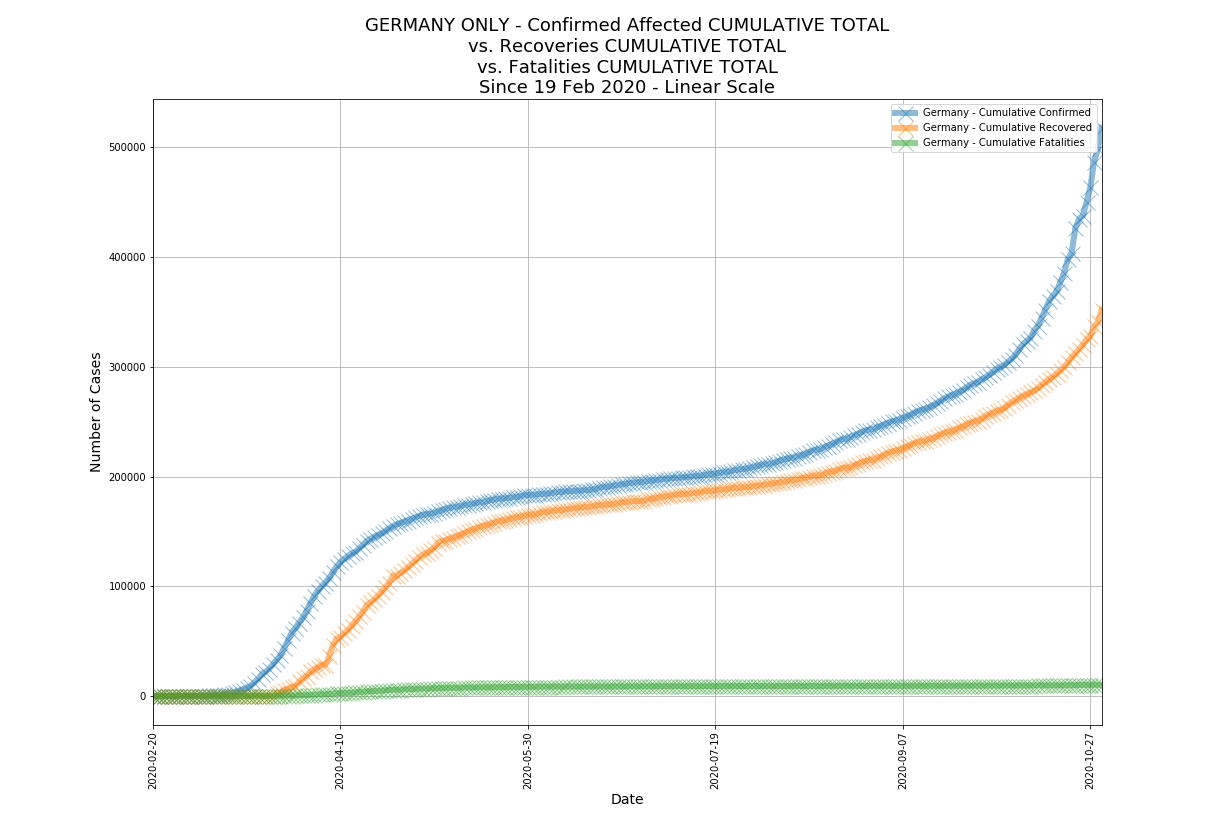 GERMANY ONLY - Confirmed Affected CUMULATIVE TOTAL
vs. Recoveries CUMULATIVE TOTAL
vs. Fatalities CUMULATIVE TOTAL
Since 19 Feb 2020 - Linear Scale
Germany - Cumulative Confirmed
Germany - Cumulative Recovered
Germany - Cumulative Fatalities
500000
400000
300000
200000
100000
0
Number of Cases
2020-02-20
2020-04-10
2020-05-30
2020-07-19
2020-09-07
2020-10-27
Date